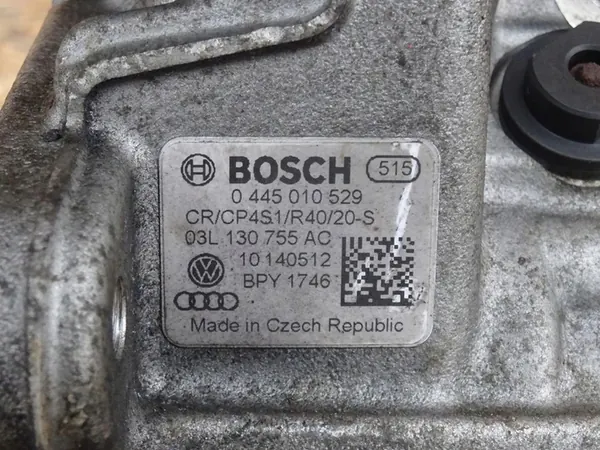 BOSCH 515
0 445 010 529
CR/CP4S1/R40/20-S
03L 130 755 AC
10 140512
BPY 1746
Made in Czech Republic